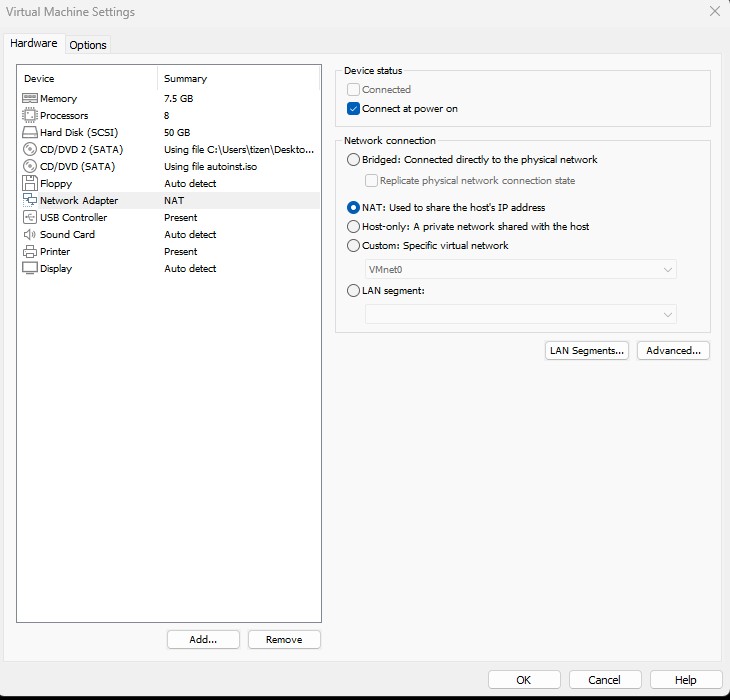 Virtual Machine Settings
Hardware Options
Device Summary
Memory 7.5 GB
Processors 8
Hard Disk (SCSI) 50 GB
CD/DVD 2 (SATA) Using file C:\Users\tizen\Deskto...
CD/DVD (SATA) Using file autoinst.iso
Floppy Auto detect
Network Adapter NAT
USB Controller Present
Sound Card Auto detect
Printer Present
Display Auto detect
Add... Remove
Device status
Connected
Connect at power on
Network connection
Bridged: Connected directly to the physical network
Replicate physical network connection state
NAT: Used to share the host's IP address
Host-only: A private network shared with the host
Custom: Specific virtual network
VMnet0
LAN segment:
LAN Segments... Advanced...
OK Cancel Help